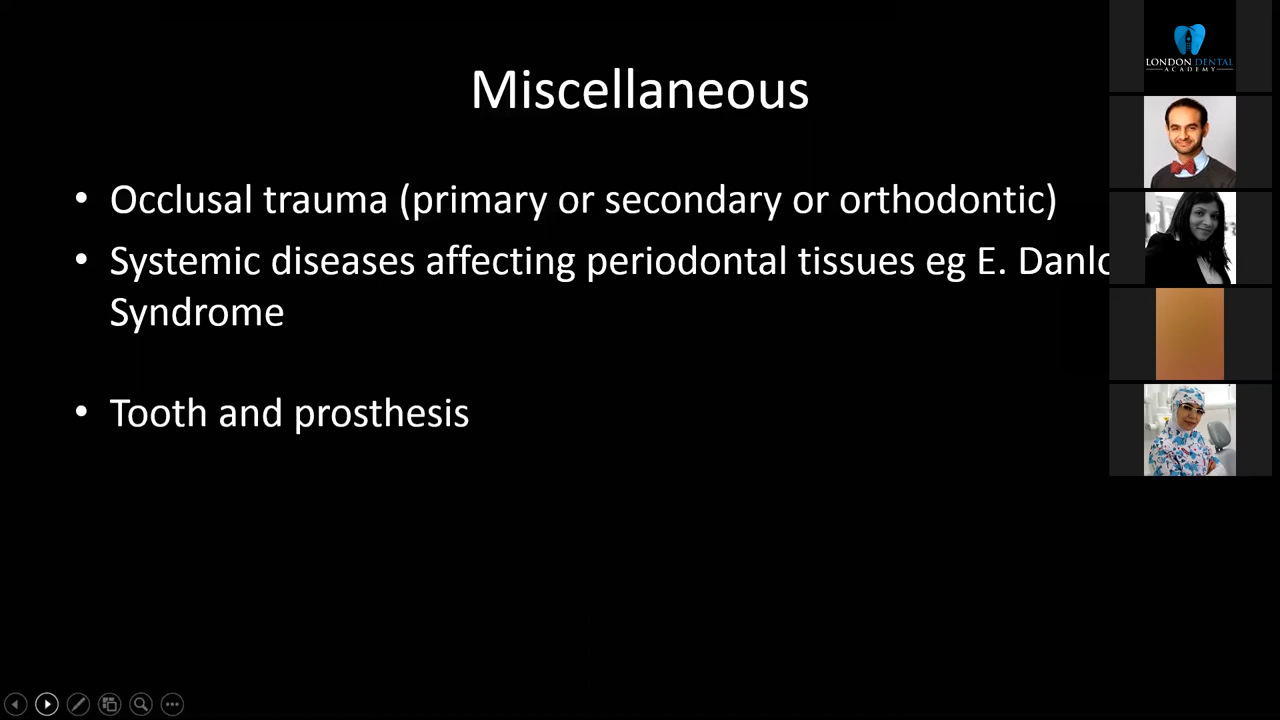 Miscellaneous
• Occlusal trauma (primary or secondary or orthodontic)
• Systemic diseases affecting periodontal tissues eg E.
Syndrome
• Tooth and prosthesis
LONDON DENTAL
ACADEMY